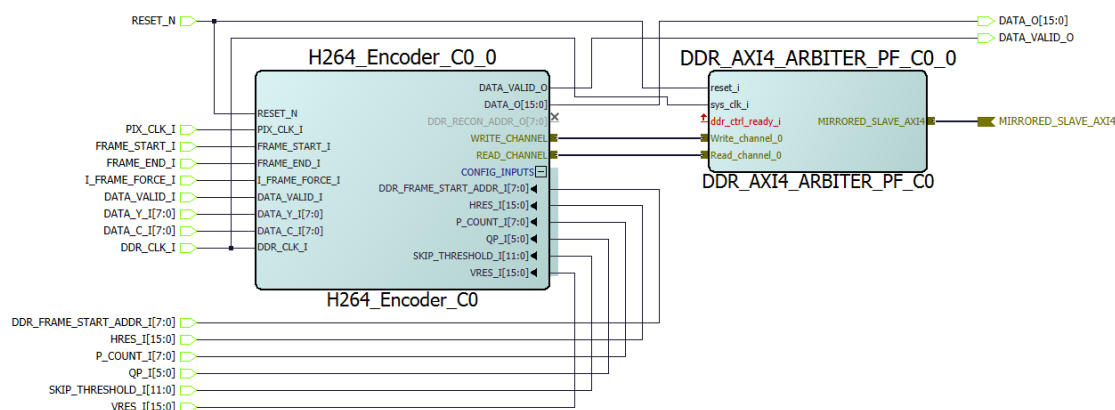 RESET_N
DATA_O[15:0]
DATA_VALID_O
H264_Encoder_C0_0
DATA_VALID_O
DATA_O[15:0]
DDR_RECON_ADDR_O[7:0]
WRITE_CHANNEL
READ_CHANNEL
CONFIG_INPUTS
DDR_FRAME_START_ADDR_I[7:0]
HRES_I[15:0]
P_COUNT_I[7:0]
QP_I[5:0]
SKIP_THRESHOLD_I[11:0]
VRES_I[15:0]
RESET_N
PIX_CLK_I
FRAME_START_I
FRAME_END_I
I_FRAME_FORCE_I
DATA_VALID_I
DATA_Y_I[7:0]
DATA_C_I[7:0]
DDR_CLK_I
H264_Encoder_C0
PIX_CLK_I
FRAME_START_I
FRAME_END_I
I_FRAME_FORCE_I
DATA_VALID_I
DATA_Y_I[7:0]
DATA_C_I[7:0]
DDR_CLK_I
DDR_AXI4_ARBITER_PF_C0_0
reset_i
sys_clk_i
ddr_ctrl_ready_i
Write_channel_0
Read_channel_0
MIRRORED_SLAVE_AXI4
DDR_AXI4_ARBITER_PF_C0
MIRRORED_SLAVE_AXI4
DDR_FRAME_START_ADDR_I[7:0]
HRES_I[15:0]
P_COUNT_I[7:0]
QP_I[5:0]
SKIP_THRESHOLD_I[11:0]
VRES_I[15:0]